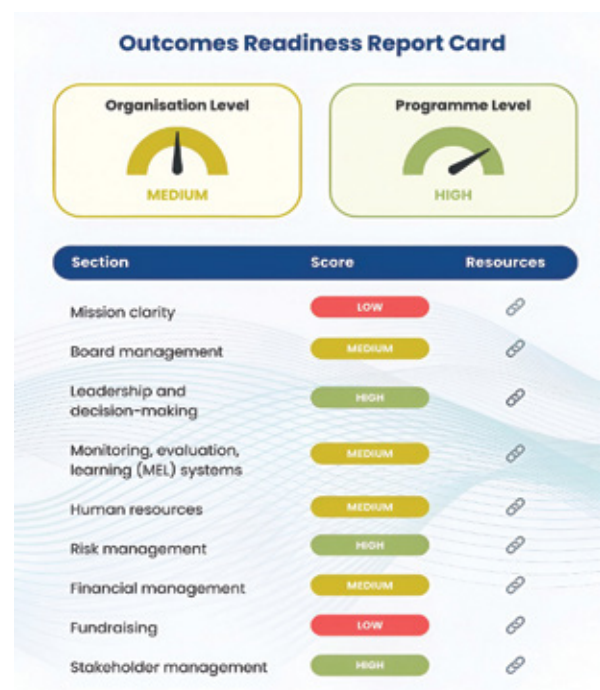 Outcomes Readiness Report Card
Organisation Level
MEDIUM
Programme Level
HIGH
Section Score Resources
Mission clarity LOW
Board management MEDIUM
Leadership and
decision-making HIGH
Monitoring, evaluation,
learning (MEL) systems MEDIUM
Human resources MEDIUM
Risk management HIGH
Financial management MEDIUM
Fundraising LOW
Stakeholder management HIGH